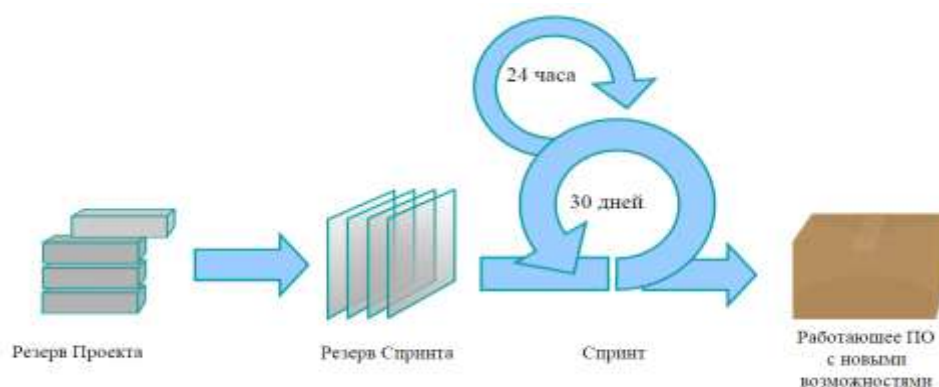 24 часа
30 дней
Резерв Проекта
Резерв Спринта
Спринт
Работающее ПО
с новыми
возможностями